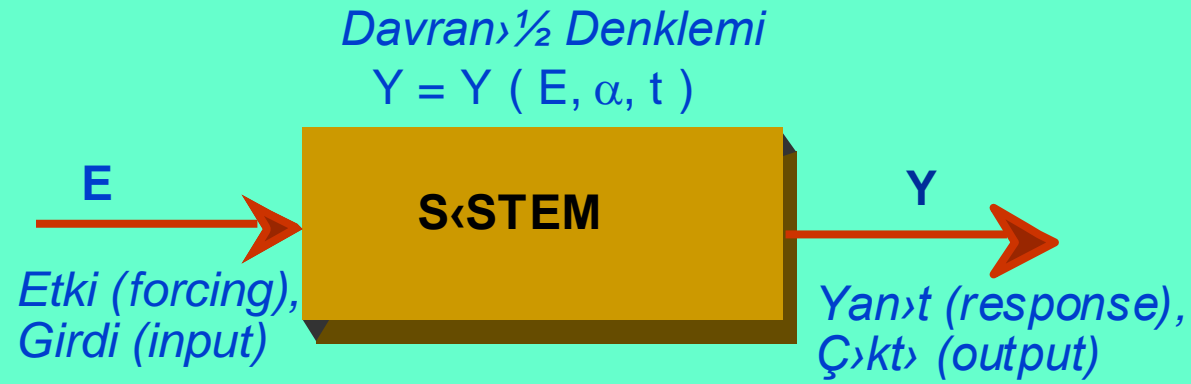 Davran›½ Denklemi
Y = Y ( E, α, t )
E
S‹STEM
Y
Etki (forcing),
Girdi (input)
Yan›t (response),
Ç›kt› (output)